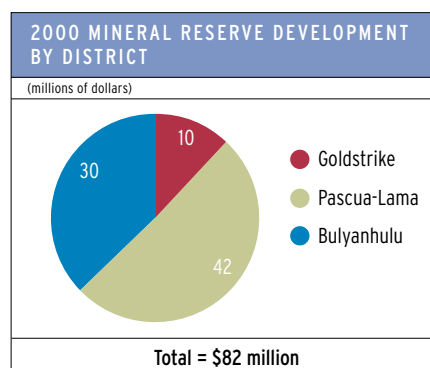 2000 MINERAL RESERVE DEVELOPMENT
BY DISTRICT
(millions of dollars)
10
30
42
Goldstrike
Pascua-Lama
Bulyanhulu
Total = $82 million